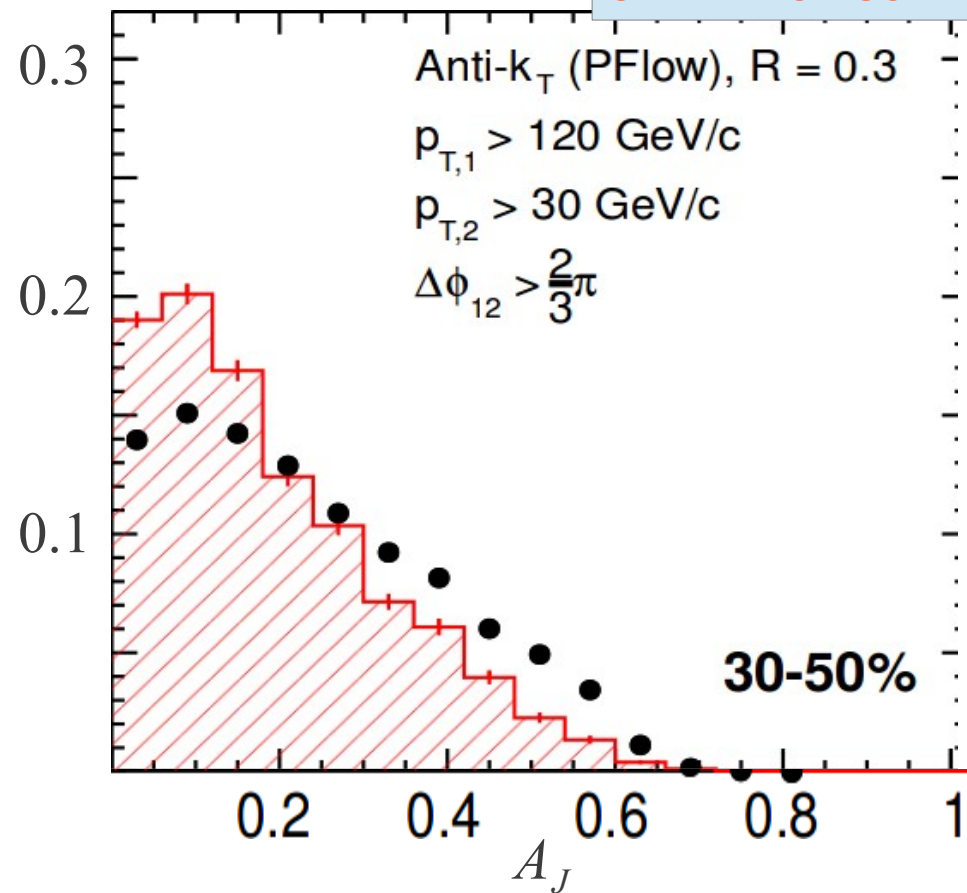 0.3
0.2
0.1
Anti-k_T (PFlow), R = 0.3
p_T,1 > 120 GeV/c
p_T,2 > 30 GeV/c
Δϕ_12 > 2/3 π
30-50%
0.2 0.4 0.6 0.8 1
A_J